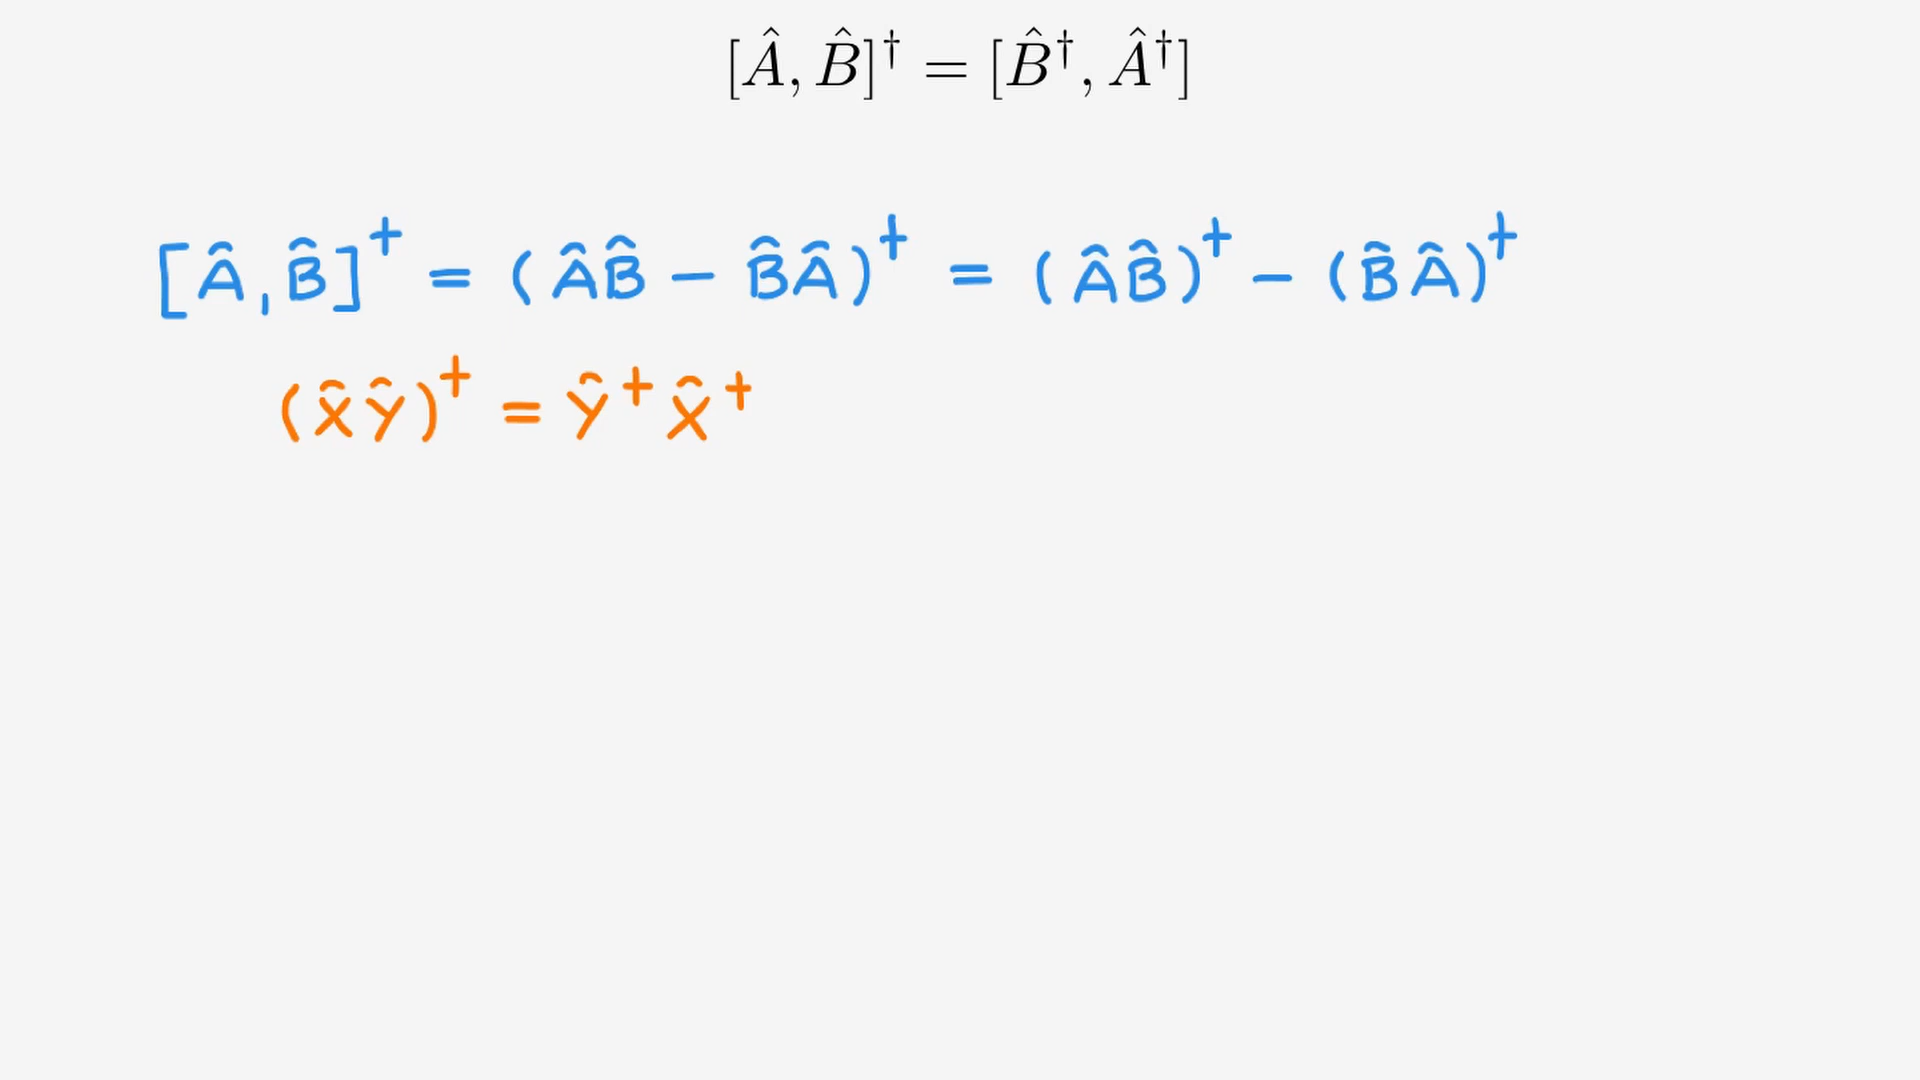 [Â, B̂]† = [B̂†, Â†]
[Â, B̂]† = (ÂB̂ − B̂Â)† = (ÂB̂)† − (B̂Â)†
(X̂Ŷ)† = Ŷ†X̂†